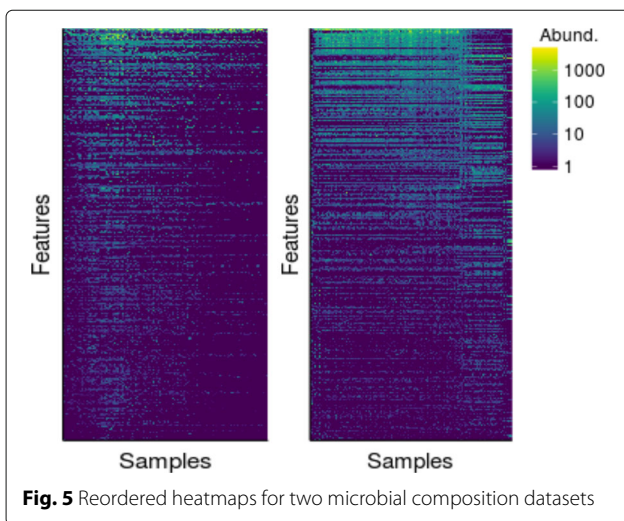 Abund.
1000
100
10
1
Features
Features
Samples
Samples
Fig. 5 Reordered heatmaps for two microbial composition datasets